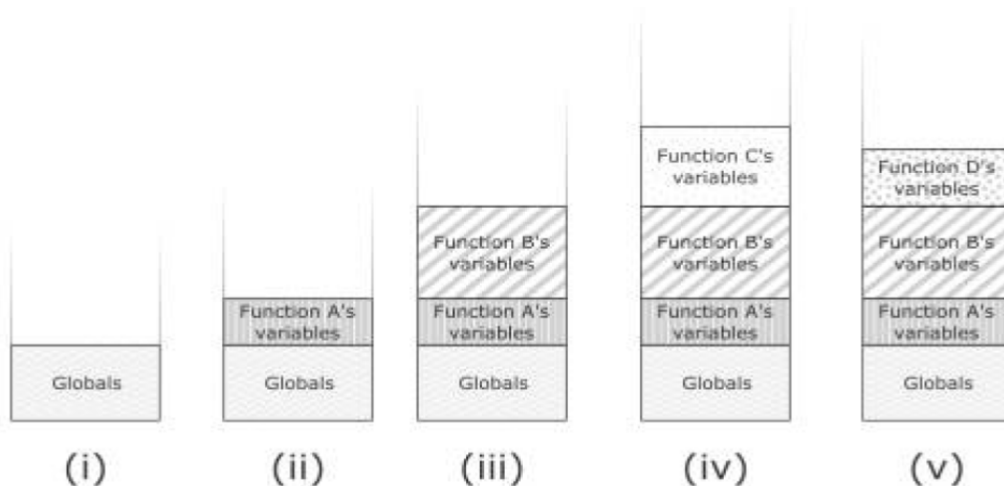 Function C's
variables
Function D's
variables
Function B's
variables
Function B's
variables
Function B's
variables
Function A's
variables
Function A's
variables
Function A's
variables
Function A's
variables
Globals
Globals
Globals
Globals
Globals
(i)
(ii)
(iii)
(iv)
(v)